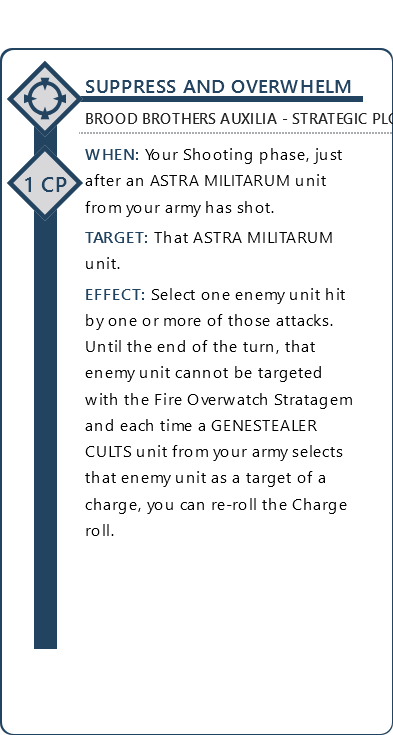 SUPPRESS AND OVERWHELM
BROOD BROTHERS AUXILIA - STRATEGIC
1 CP
WHEN: Your Shooting phase, just
after an ASTRA MILITARUM unit
from your army has shot.
TARGET: That ASTRA MILITARUM
unit.
EFFECT: Select one enemy unit hit
by one or more of those attacks.
Until the end of the turn, that
enemy unit cannot be targeted
with the Fire Overwatch Stratagem
and each time a GENESTEALER
CULTS unit from your army selects
that enemy unit as a target of a
charge, you can re-roll the Charge
roll.